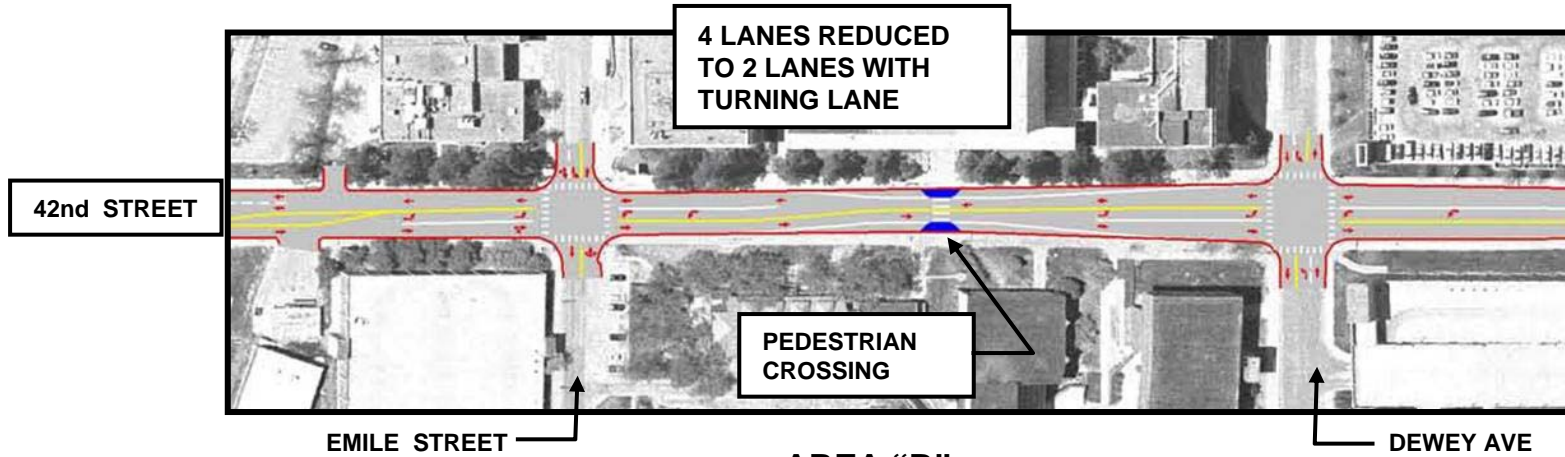 4 LANES REDUCED
TO 2 LANES WITH
TURNING LANE
42nd STREET
PEDESTRIAN
CROSSING
EMILE STREET
DEWEY AVE